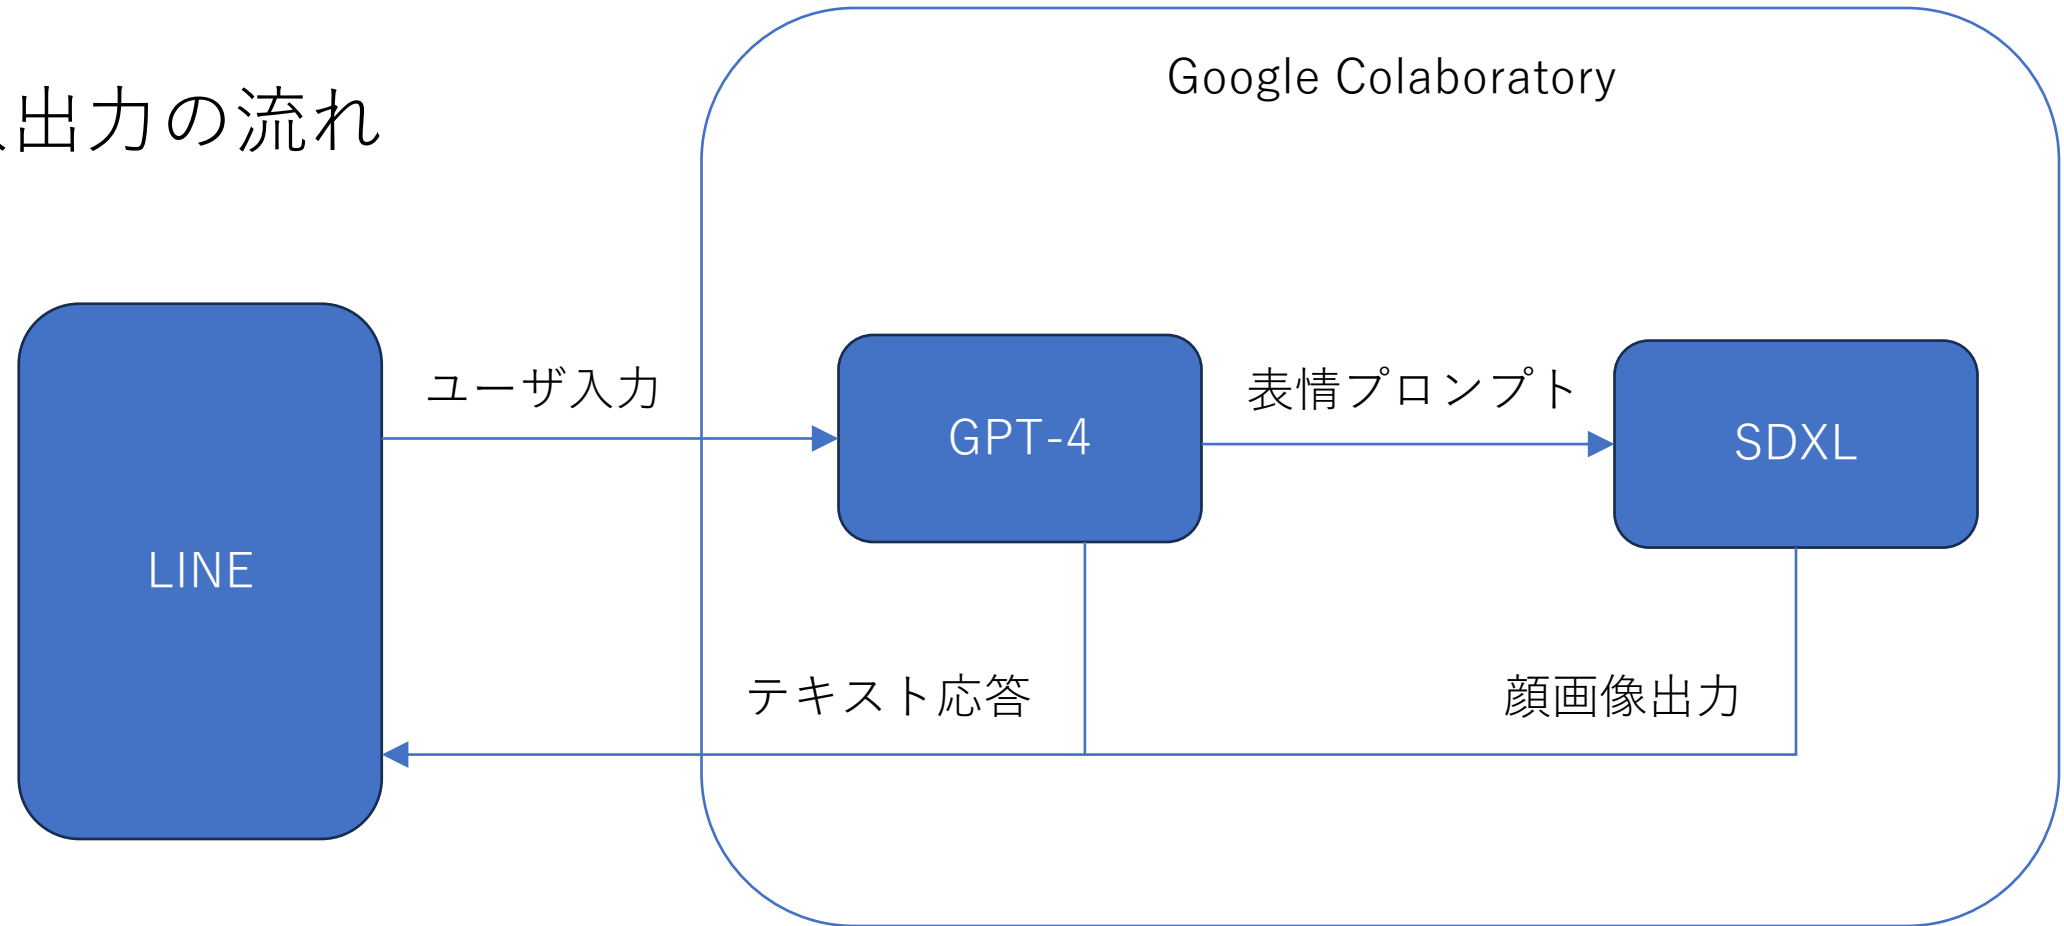 出力の流れ
Google Colaboratory
ユーザ入力
GPT-4
表情プロンプト
SDXL
LINE
テキスト応答
顔画像出力